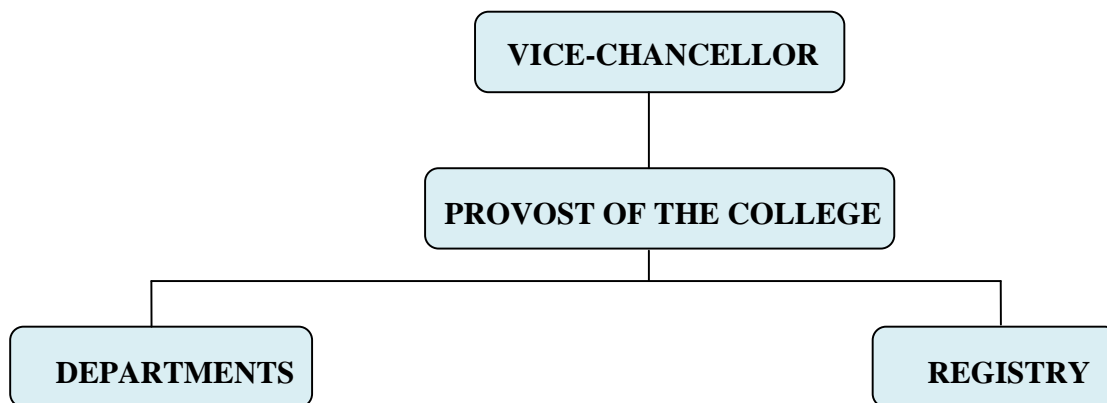 VICE-CHANCELLOR
PROVOST OF THE COLLEGE
DEPARTMENTS
REGISTRY